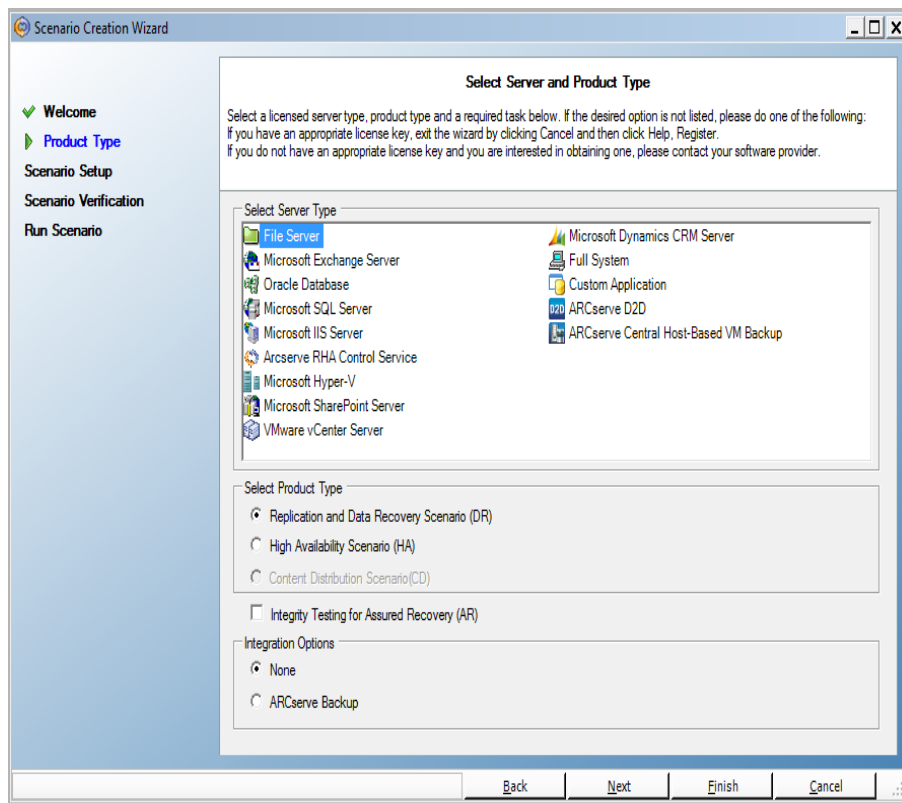 Scenario Creation Wizard
Welcome
Product Type
Scenario Setup
Scenario Verification
Run Scenario
Select Server and Product Type
Select a licensed server type, product type and a required task below. If the desired option is not listed, please do one of the following:
If you have an appropriate license key, exit the wizard by clicking Cancel and then click Help, Register.
If you do not have an appropriate license key and you are interested in obtaining one, please contact your software provider.
Select Server Type
File Server
Microsoft Exchange Server
Oracle Database
Microsoft SQL Server
Microsoft IIS Server
Arcserve RHA Control Service
Microsoft Hyper-V
Microsoft SharePoint Server
VMware vCenter Server
Microsoft Dynamics CRM Server
Full System
Custom Application
D2D ARCserve D2D
ARCserve Central Host-Based VM Backup
Select Product Type
Replication and Data Recovery Scenario (DR)
High Availability Scenario (HA)
Content Distribution Scenario(CD)
Integrity Testing for Assured Recovery (AR)
Integration Options
None
ARCserve Backup
Back
Next
Finish
Cancel